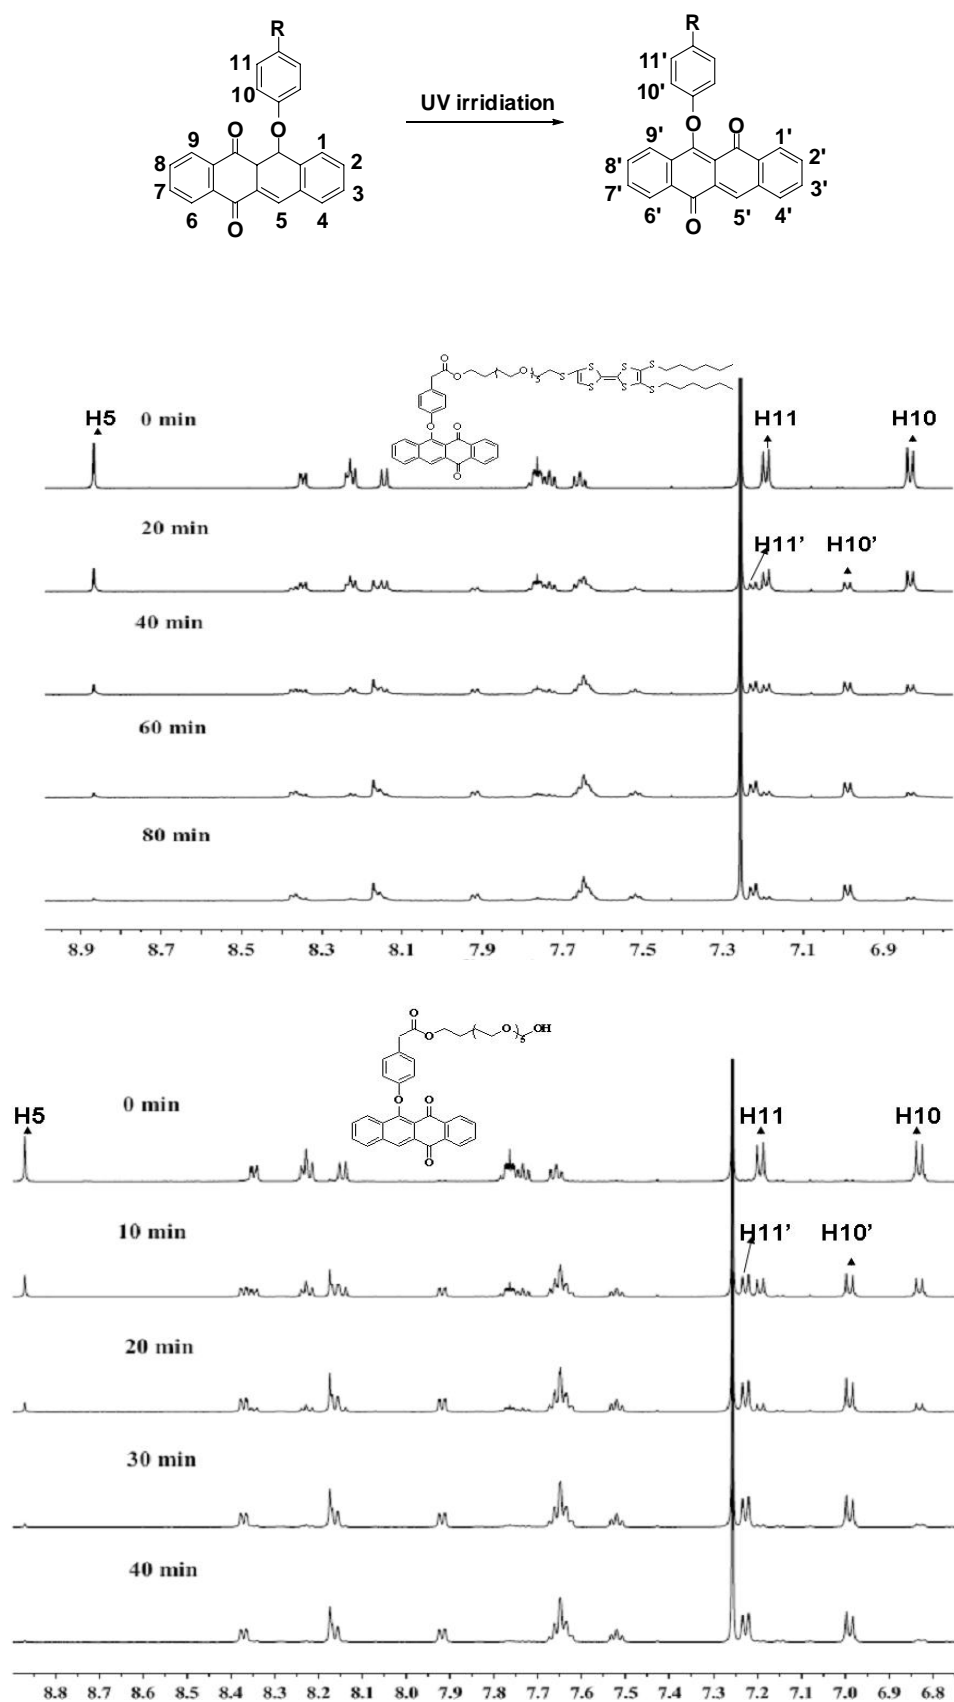 R
R
11
11'
10
10'
UV irridiation
O
O
O
O
9
1
9'
1'
8
2
8'
2'
7
3
7'
3'
6
5
4
6'
5'
4'
O
O
O
O
S
S
S
S
S
S
S
O
5
O
O
O
H5
0 min
H11
H10
20 min
H11’
H10’
40 min
60 min
80 min
8.9 8.7 8.5 8.3 8.1 7.9 7.7 7.5 7.3 7.1 6.9
O
O
O
5
OH
O
O
O
H5
0 min
H11
H10
10 min
H11’
H10’
20 min
30 min
40 min
8.8 8.7 8.6 8.5 8.4 8.3 8.2 8.1 8.0 7.9 7.8 7.7 7.6 7.5 7.4 7.3 7.2 7.1 7.0 6.9 6.8